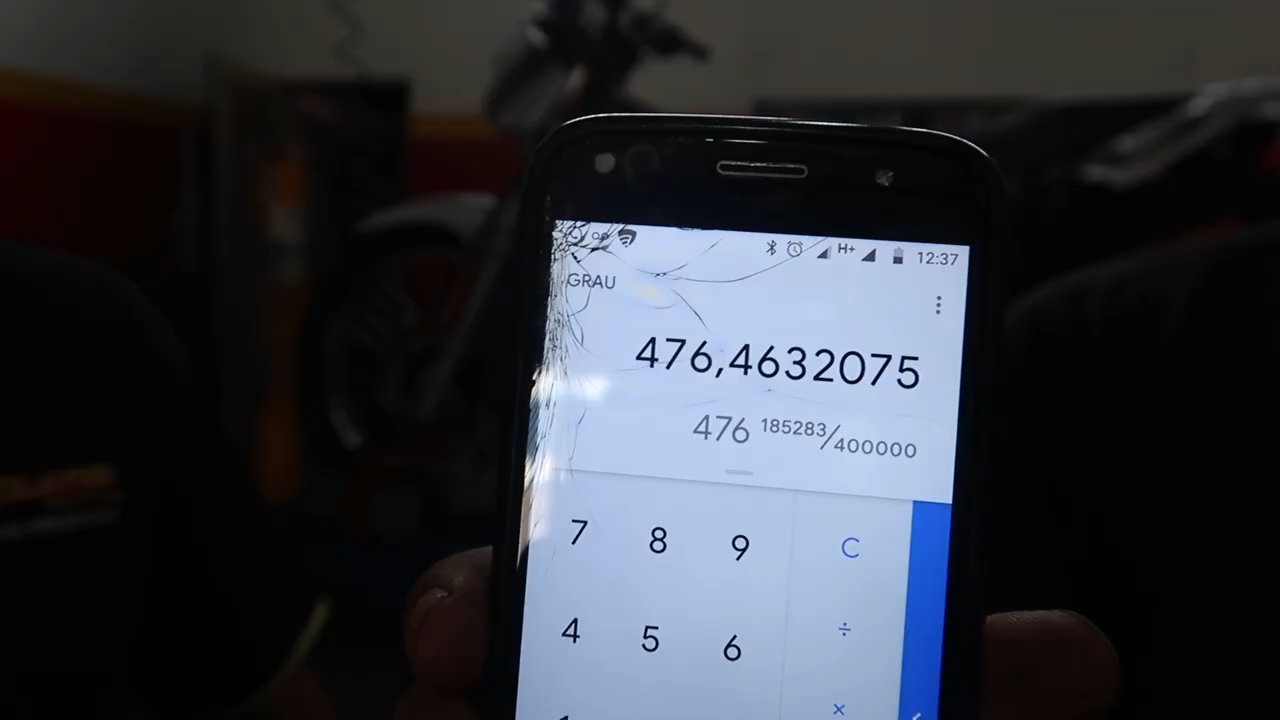 H+ 12:37
GRAU
476,4632075
476 185283/400000
7 8 9 C
4 5 6 ÷
×